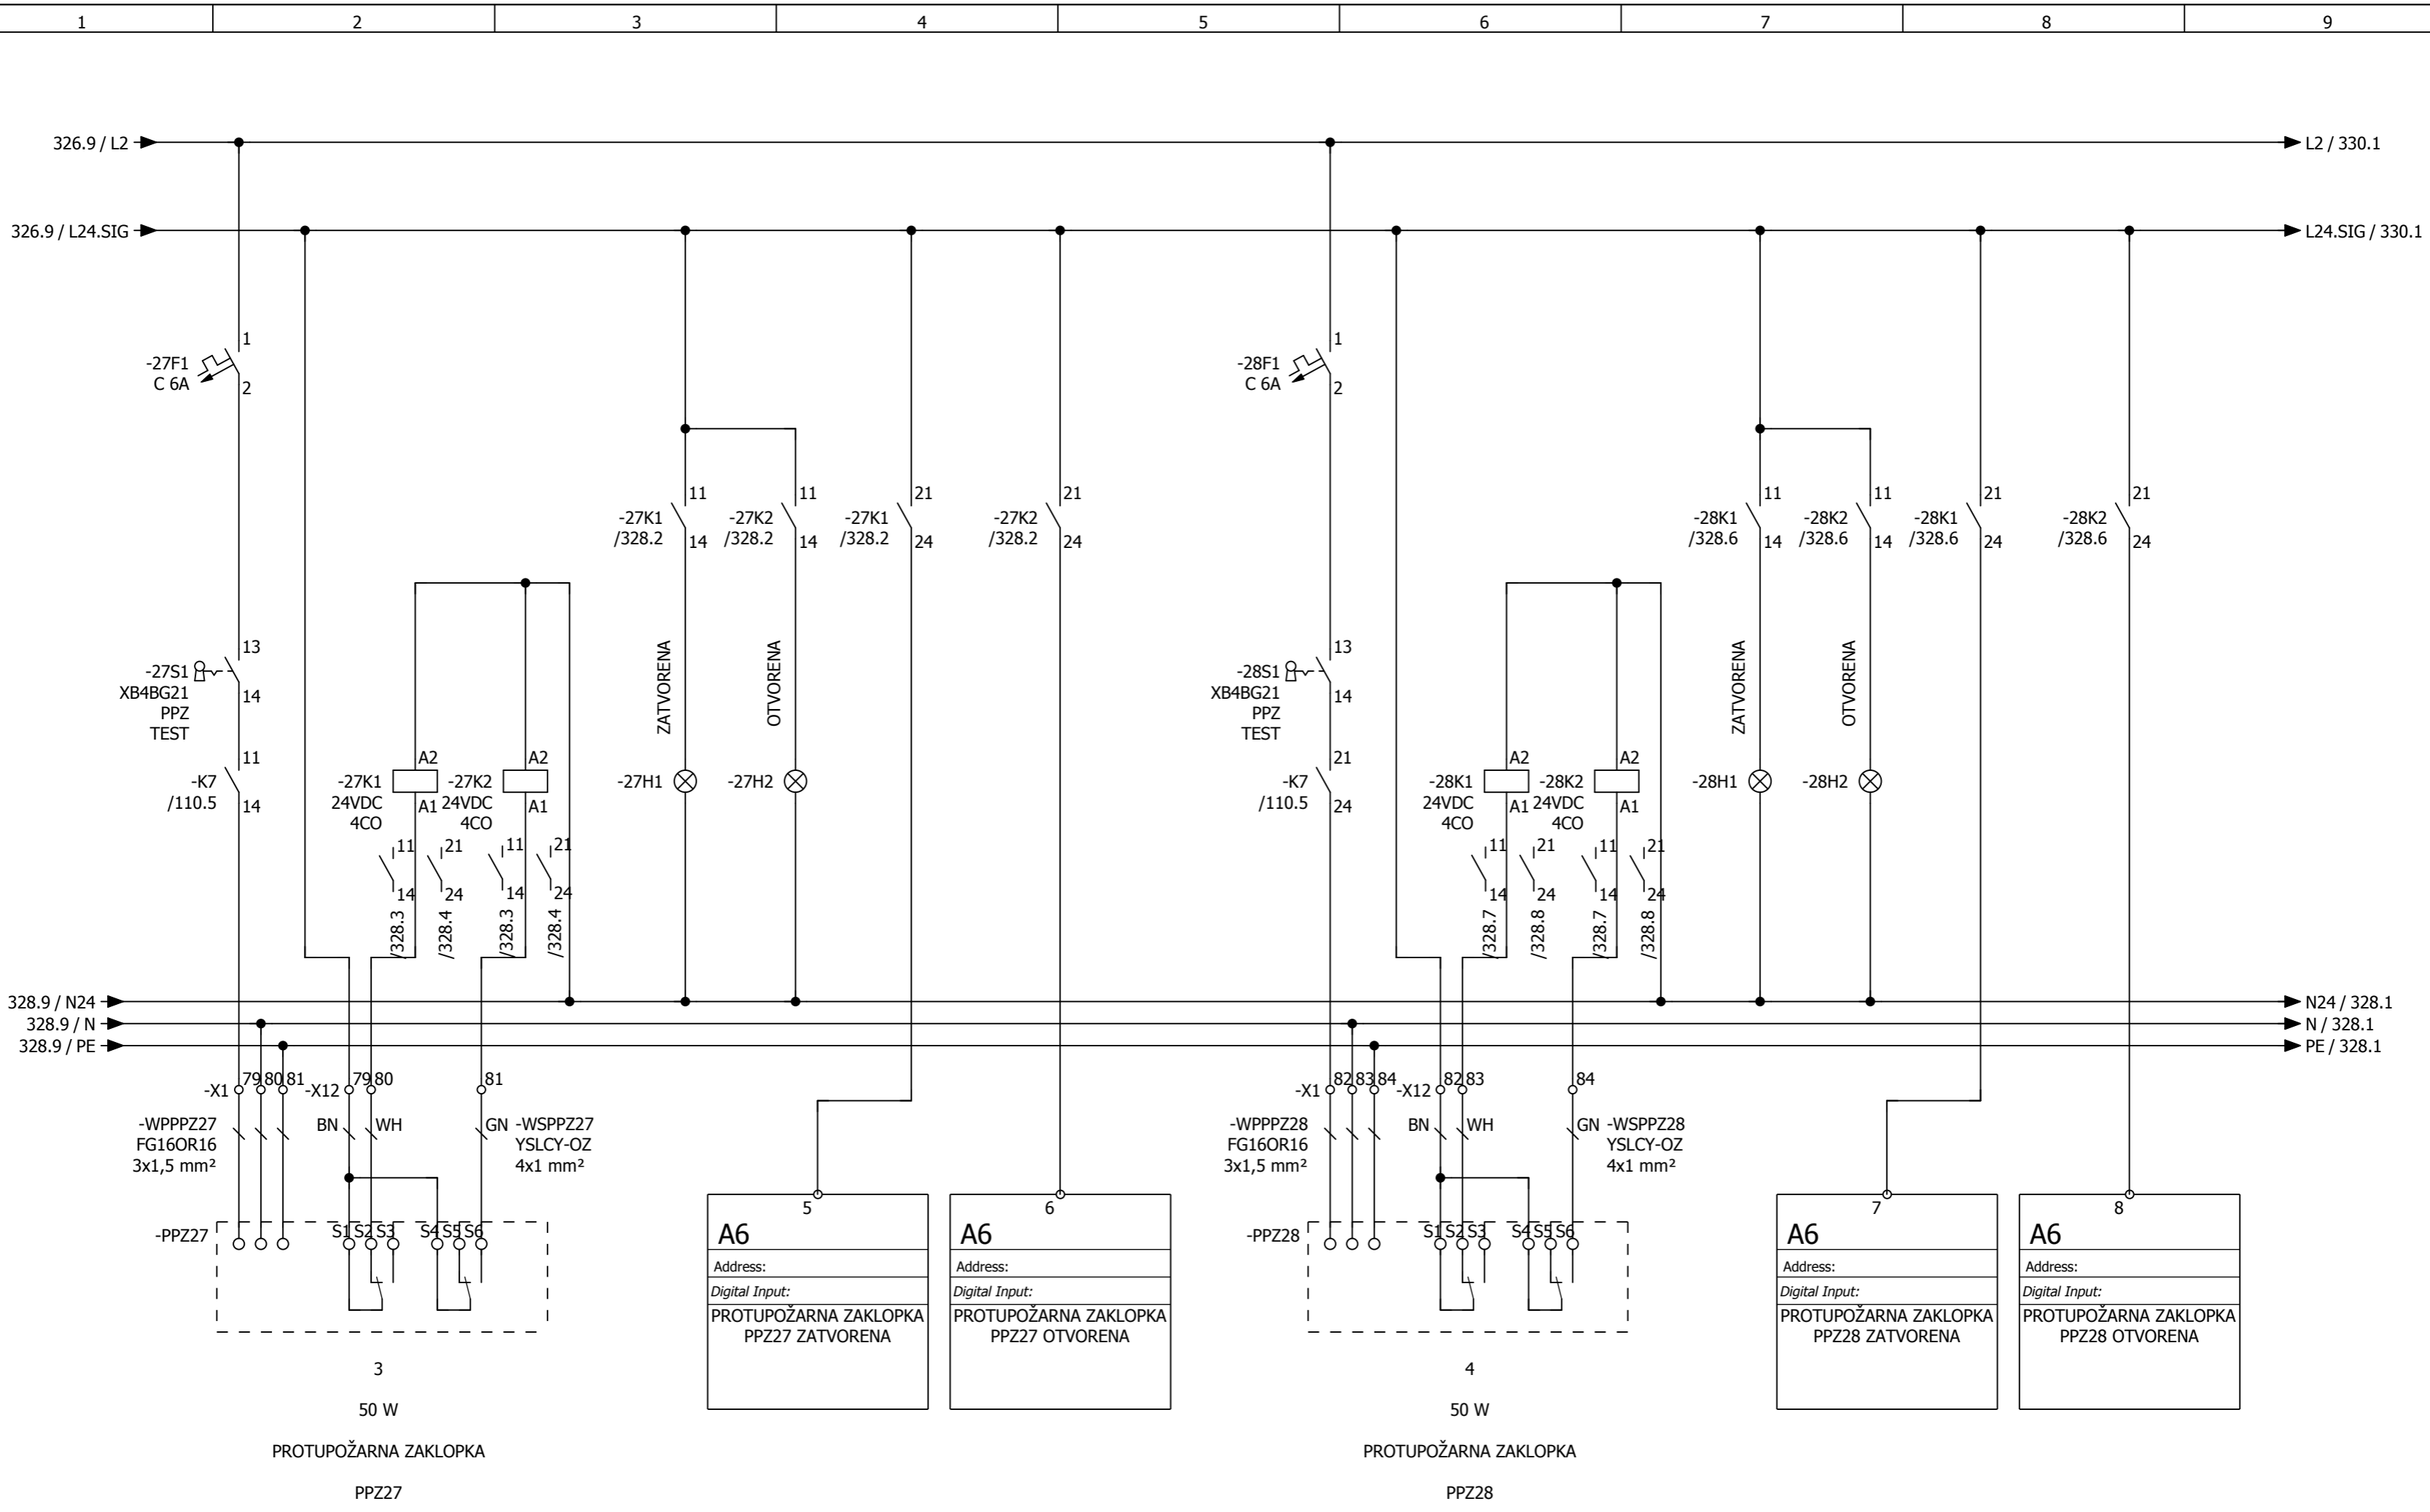 1 2 3 4 5 6 7 8 9
326.9 / L2
L2 / 330.1
326.9 / L24.SIG
L24.SIG / 330.1
1
-27F1
C 6A
2
1
-28F1
C 6A
2
11
-27K1
/328.2
14
11
-27K2
/328.2
14
21
-27K1
/328.2
24
21
-27K2
/328.2
24
11
-28K1
/328.6
14
11
-28K2
/328.6
14
21
-28K1
/328.6
24
21
-28K2
/328.6
24
13
-27S1
XB4BG21
14
PPZ
TEST
11
-K7
/110.5
14
A2
-27K1
24VDC
A1
4CO
A2
-27K2
24VDC
A1
4CO
11
14
/328.3
21
24
/328.4
11
14
/328.3
21
24
/328.4
ZATVORENA
-27H1
OTVORENA
-27H2
13
-28S1
XB4BG21
14
PPZ
TEST
21
-K7
/110.5
24
A2
-28K1
24VDC
A1
4CO
A2
-28K2
24VDC
A1
4CO
11
14
/328.7
21
24
/328.8
11
14
/328.7
21
24
/328.8
ZATVORENA
-28H1
OTVORENA
-28H2
328.9 / N24
N24 / 328.1
328.9 / N
N / 328.1
328.9 / PE
PE / 328.1
-X1 79 80 81
-X12 79 80 81
-WPPPZ27
FG16OR16
3x1,5 mm²
BN WH GN
-WSPPZ27
YSLCY-OZ
4x1 mm²
-PPZ27
S1 S2 S3 S4 S5 S6
3
50 W
PROTUPOŽARNA ZAKLOPKA
PPZ27
5
A6
Address:
Digital Input:
PROTUPOŽARNA ZAKLOPKA
PPZ27 ZATVORENA
6
A6
Address:
Digital Input:
PROTUPOŽARNA ZAKLOPKA
PPZ27 OTVORENA
-X1 82 83 84
-X12 82 83 84
-WPPPZ28
FG16OR16
3x1,5 mm²
BN WH GN
-WSPPZ28
YSLCY-OZ
4x1 mm²
-PPZ28
S1 S2 S3 S4 S5 S6
4
50 W
PROTUPOŽARNA ZAKLOPKA
PPZ28
7
A6
Address:
Digital Input:
PROTUPOŽARNA ZAKLOPKA
PPZ28 ZATVORENA
8
A6
Address:
Digital Input:
PROTUPOŽARNA ZAKLOPKA
PPZ28 OTVORENA